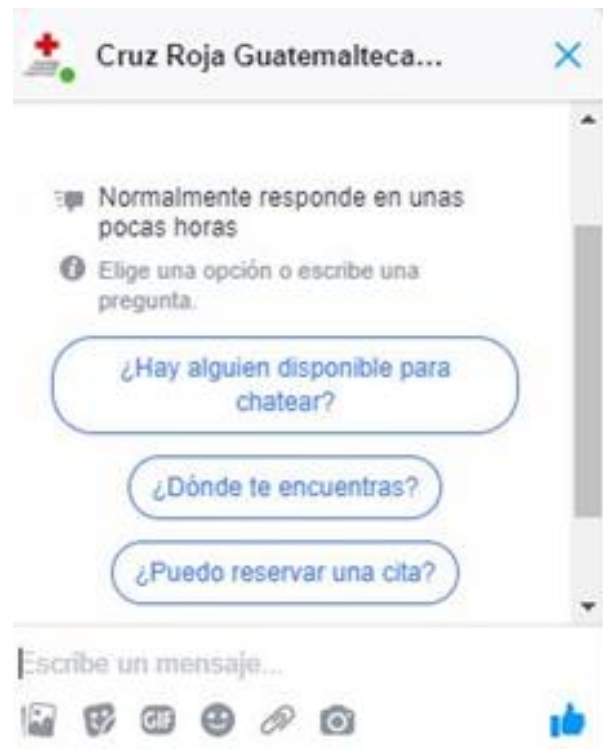 Cruz Roja Guatemalteca...
Normalmente responde en unas
pocas horas
Elige una opción o escribe una
pregunta.
¿Hay alguien disponible para
chatear?
¿Dónde te encuentras?
¿Puedo reservar una cita?
Escribe un mensaje...
GIF